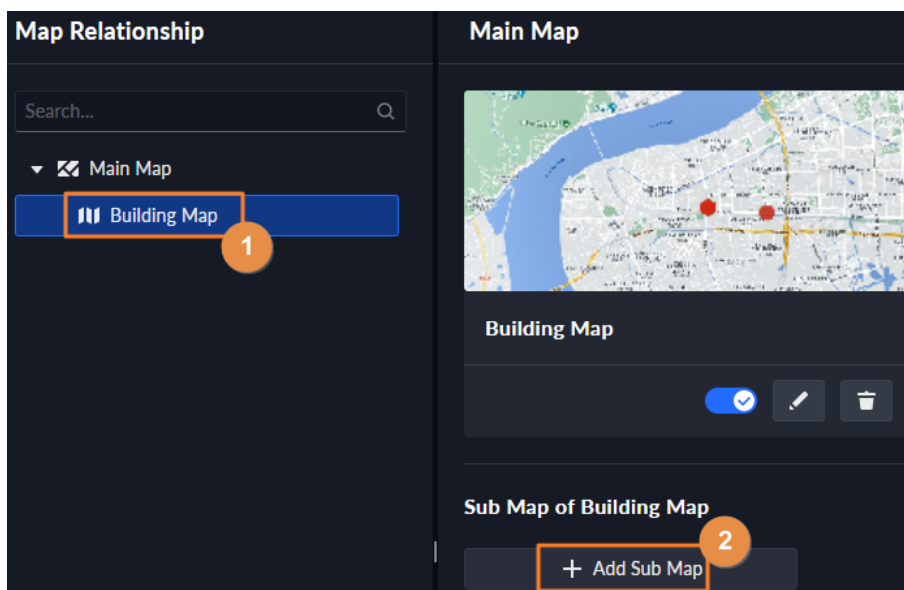 Map Relationship
Search...
Main Map
Building Map
1
Main Map
Building Map
Sub Map of Building Map
2
+ Add Sub Map